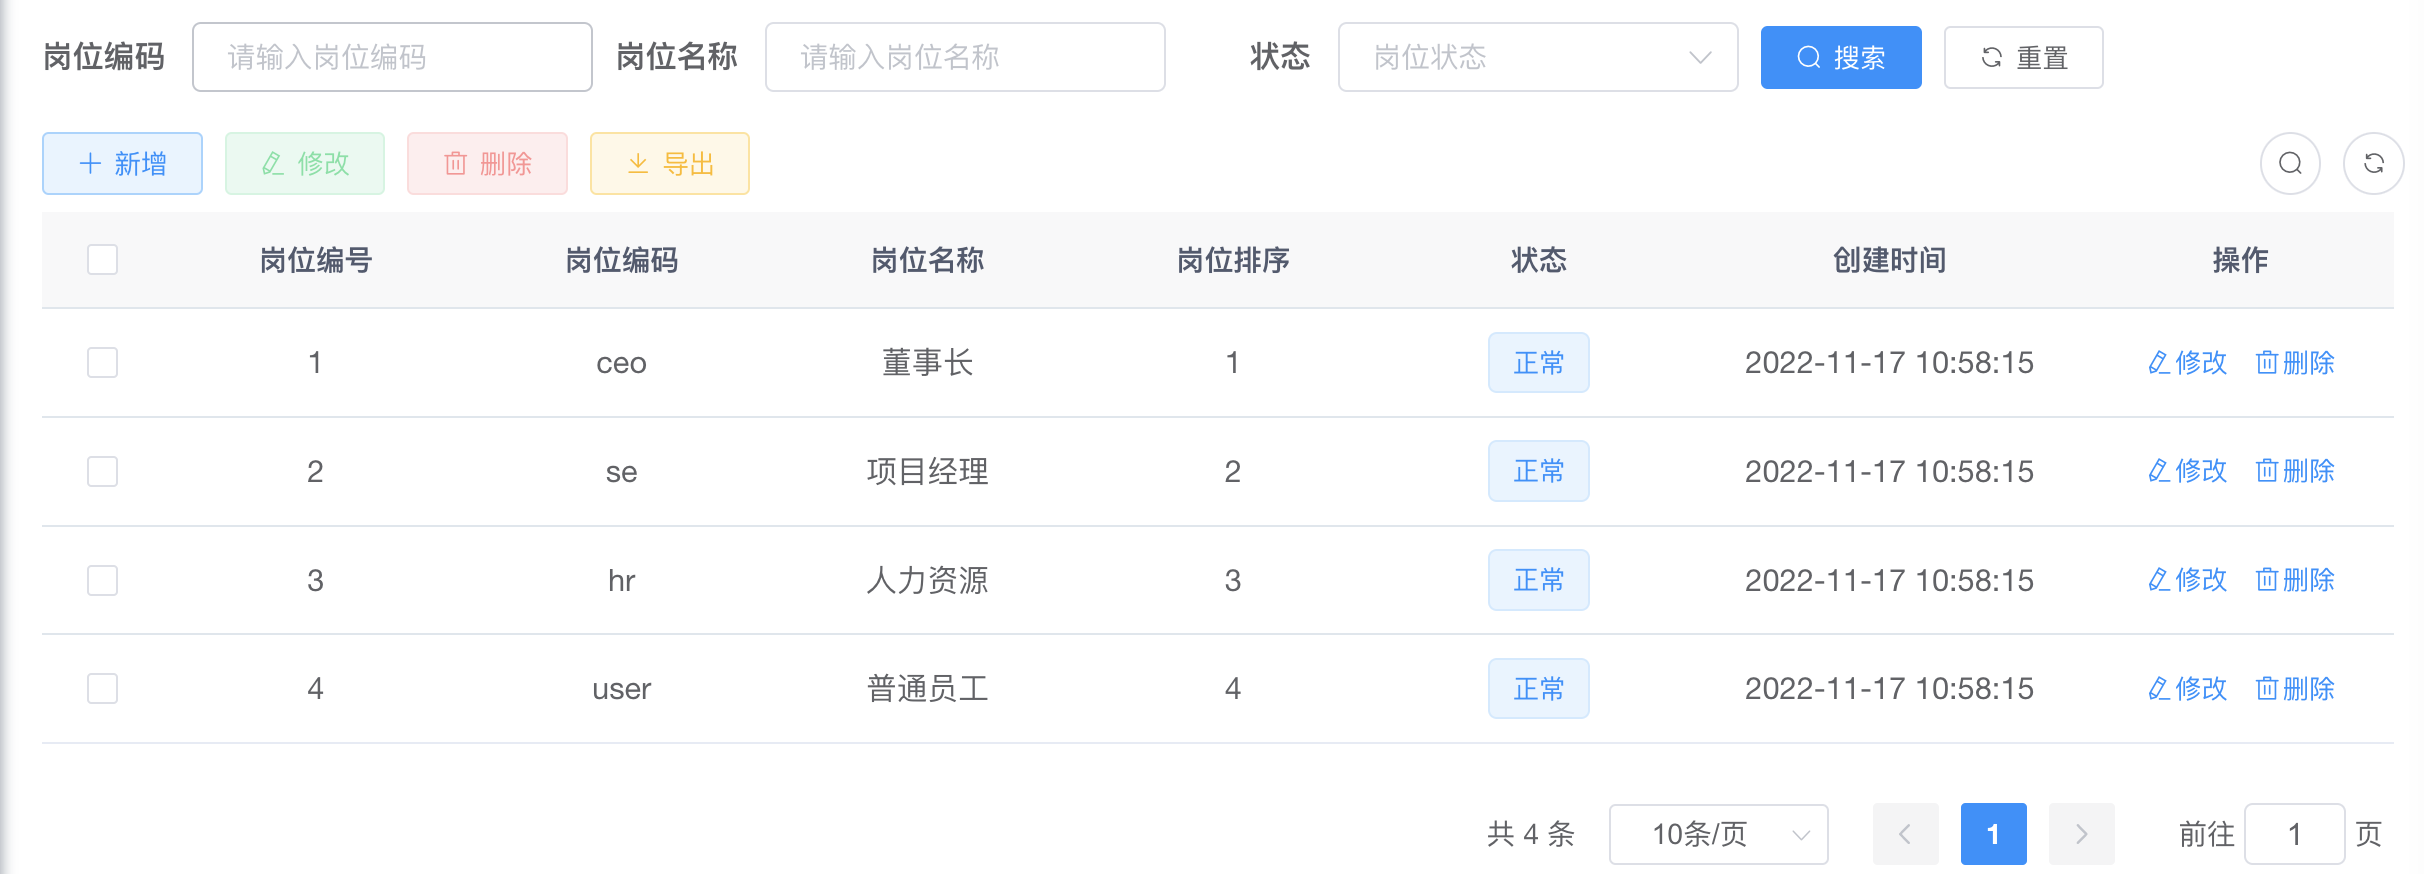 岗位编码 请输入岗位编码 岗位名称 请输入岗位名称 状态 岗位状态 搜索 重置
新增 修改 删除 导出
岗位编号 岗位编码 岗位名称 岗位排序 状态 创建时间 操作
1 ceo 董事长 1 正常 2022-11-17 10:58:15 修改 删除
2 se 项目经理 2 正常 2022-11-17 10:58:15 修改 删除
3 hr 人力资源 3 正常 2022-11-17 10:58:15 修改 删除
4 user 普通员工 4 正常 2022-11-17 10:58:15 修改 删除
共 4 条 10条/页 1 前往 1 页